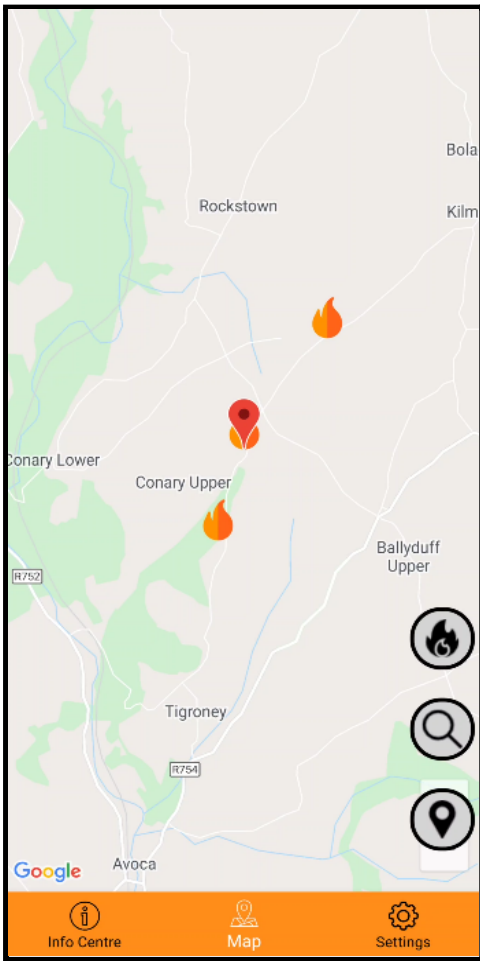 Bola
Rockstown
Kilm
Conary Lower
Conary Upper
Ballyduff
Upper
R752
Tigroney
R754
Avoca
Google
Info Centre
Map
Settings